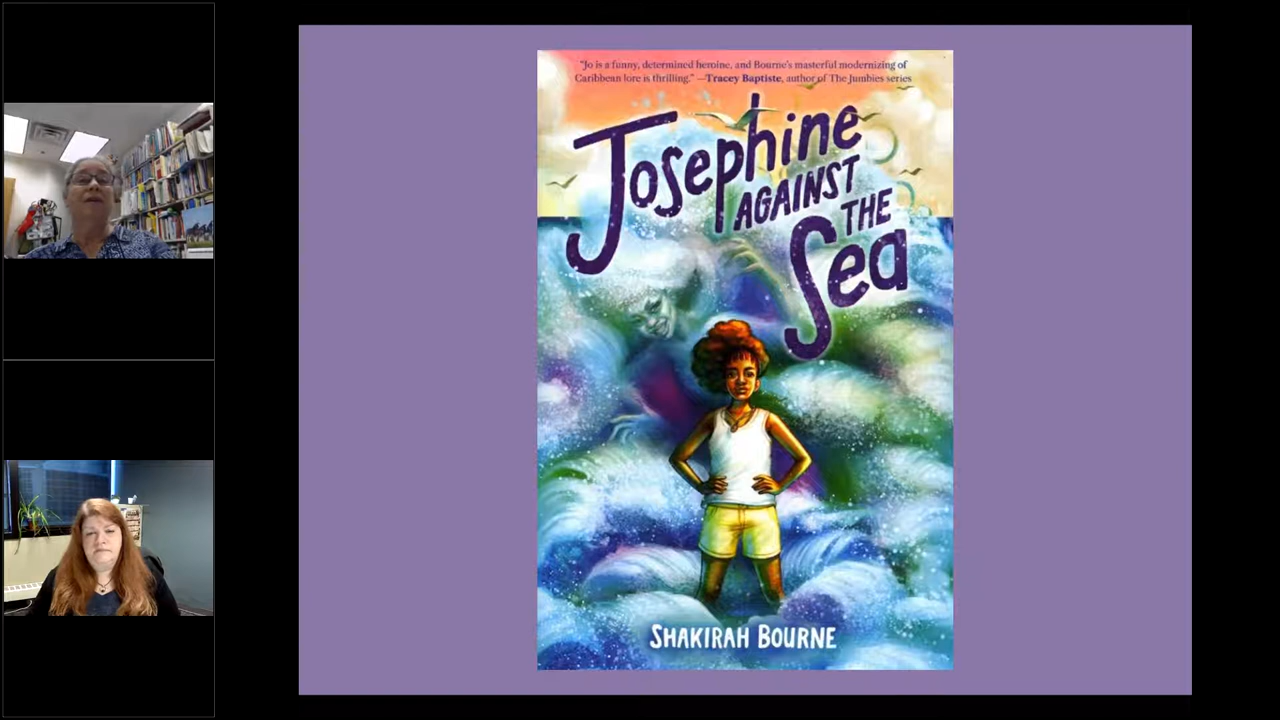 "Jo is a funny, determined heroine, and Bourne's masterful modernizing of
Caribbean lore is thrilling." —Tracey Baptiste, author of The Jumbies series
Josephine
AGAINST
THE
Sea
SHAKIRAH BOURNE